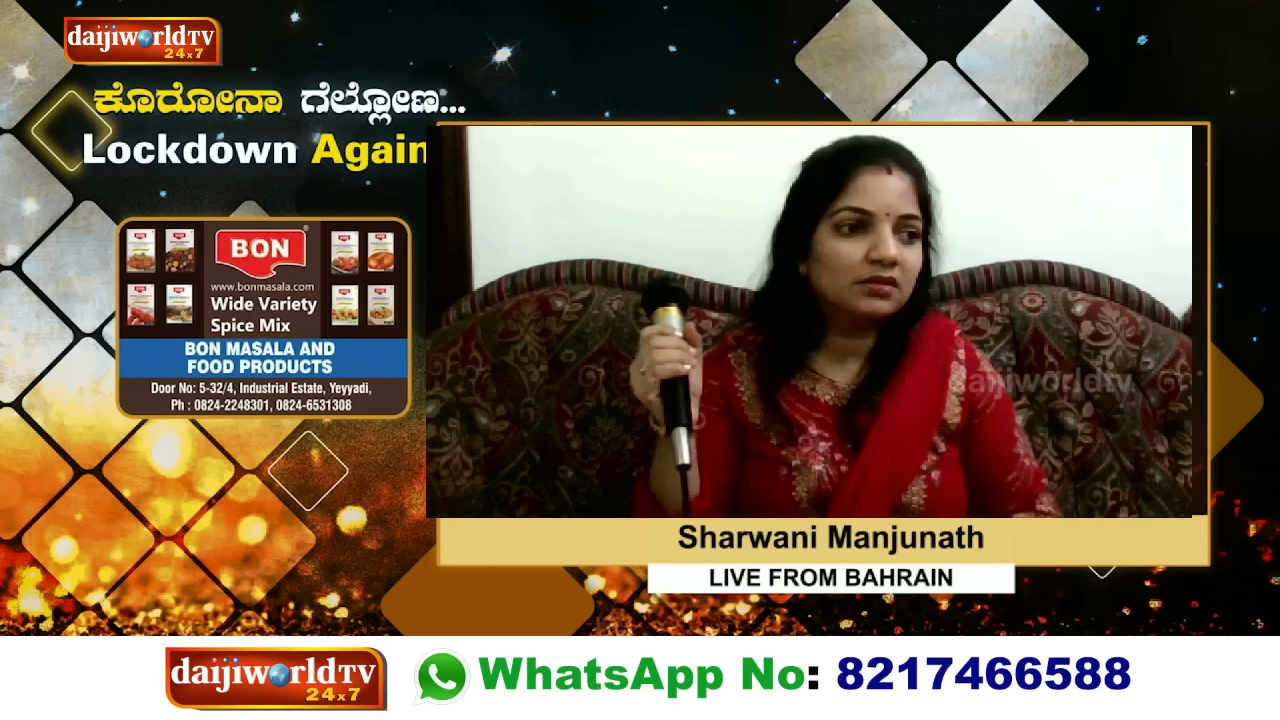 daijiworldTV
24x7
ಕೊರೋನಾ ಗೆಲ್ಲೋಣ...
Lockdown Again
BON
www.bonmasala.com
Wide Variety
Spice Mix
BON MASALA AND
FOOD PRODUCTS
Door No: 5-32/4, Industrial Estate, Yeyyadi,
Ph : 0824-2248301, 0824-6531308
daijiworldtv
Sharwani Manjunath
LIVE FROM BAHRAIN
daijiworldTV
24x7
WhatsApp No: 8217466588